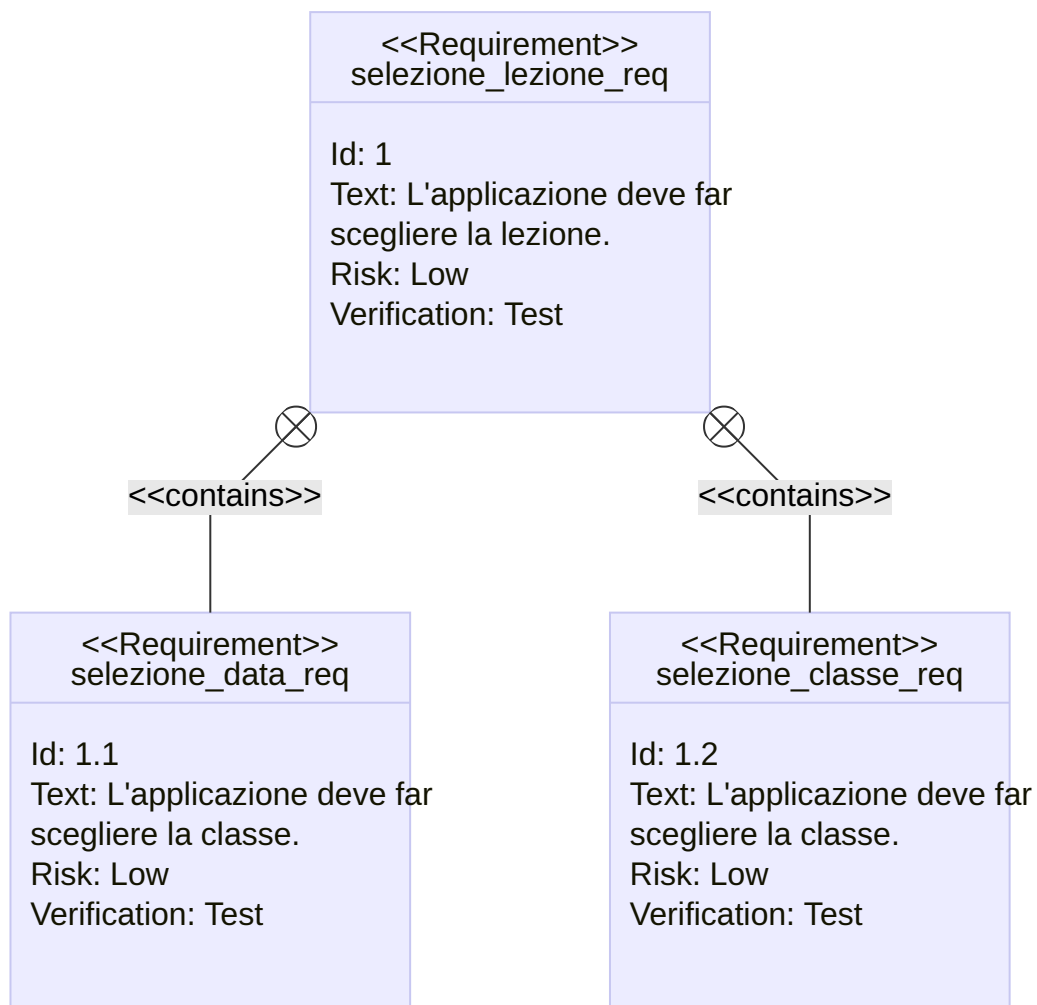 <<Requirement>>
selezione_lezione_req
Id: 1
Text: L'applicazione deve far
scegliere la lezione.
Risk: Low
Verification: Test
<<contains>>
<<contains>>
<<Requirement>>
selezione_data_req
Id: 1.1
Text: L'applicazione deve far
scegliere la classe.
Risk: Low
Verification: Test
<<Requirement>>
selezione_classe_req
Id: 1.2
Text: L'applicazione deve far
scegliere la classe.
Risk: Low
Verification: Test